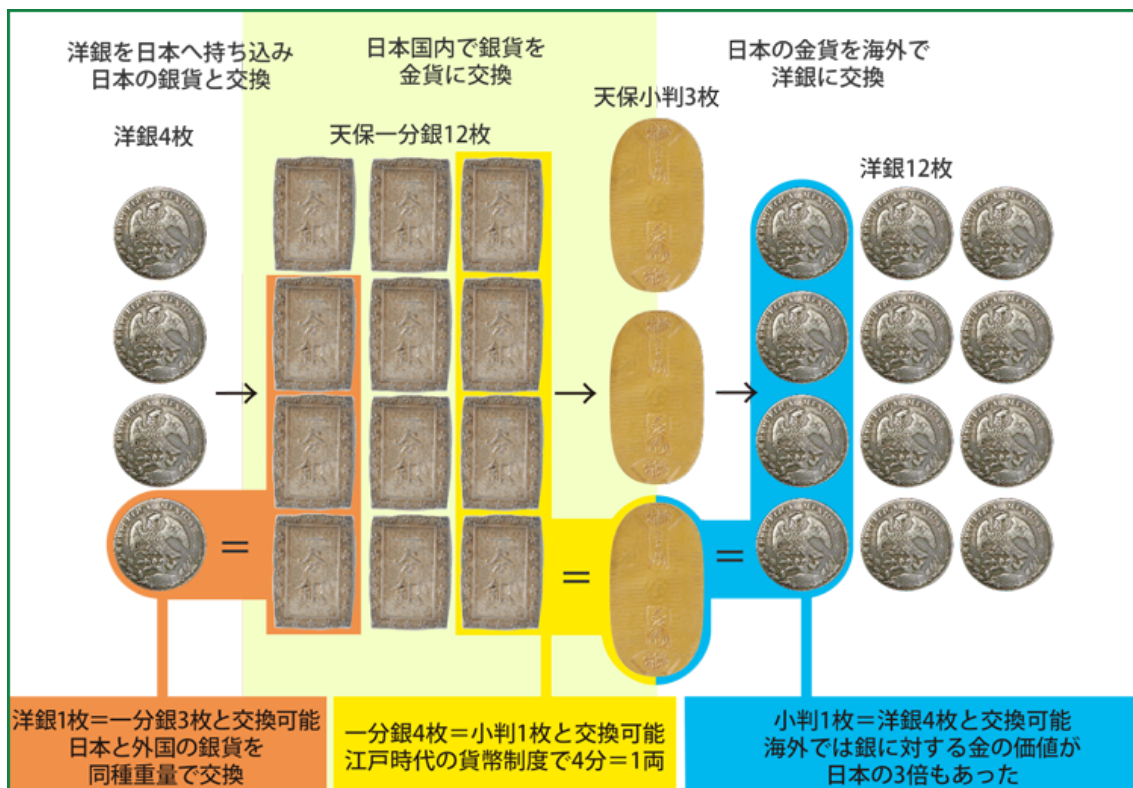 洋銀を日本へ持ち込み
日本の銀貨と交換
日本国内で銀貨を
金貨に交換
日本の金貨を海外で
洋銀に交換
洋銀4枚
天保一分銀12枚
天保小判3枚
洋銀12枚
→
→
→
=
=
=
洋銀1枚=一分銀3枚と交換可能
日本と外国の銀貨を
同種重量で交換
一分銀4枚=小判1枚と交換可能
江戸時代の貨幣制度で4分=1両
小判1枚=洋銀4枚と交換可能
海外では銀に対する金の価値が
日本の3倍もあった